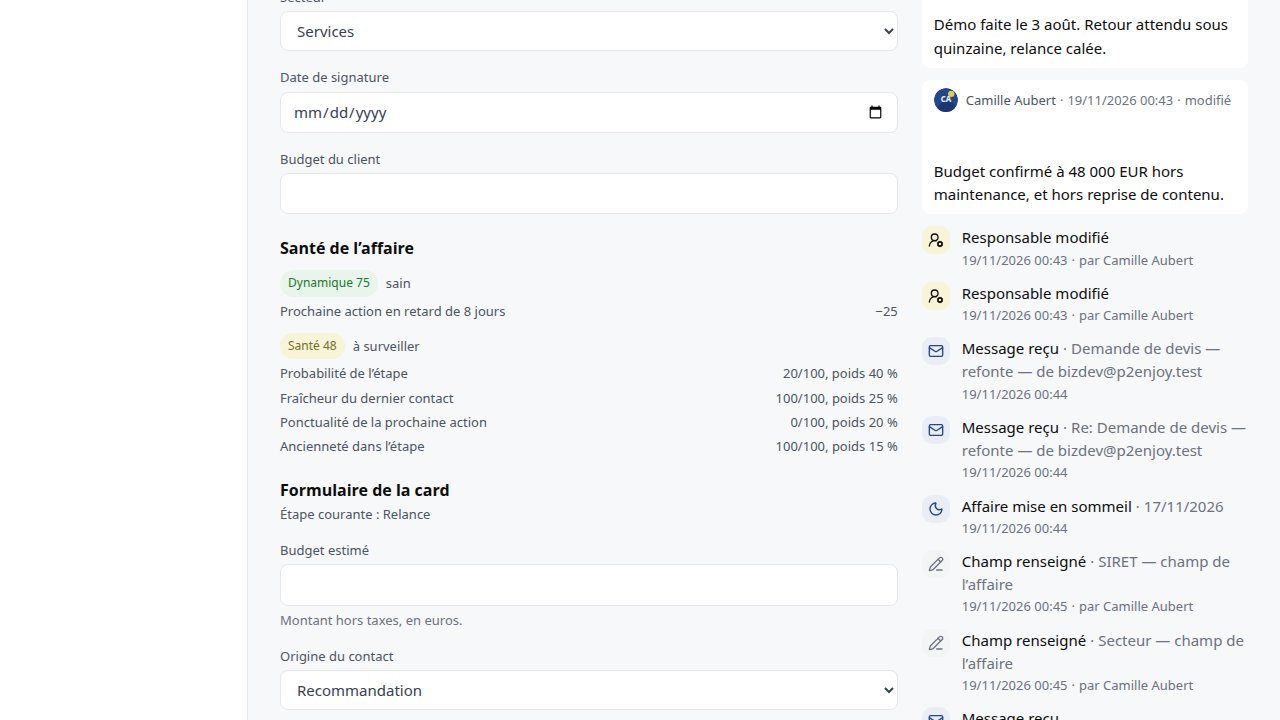 Services
Date de signature
mm/dd/yyyy
Budget du client
Santé de l’affaire
Dynamique 75 sain
Prochaine action en retard de 8 jours −25
Santé 48 à surveiller
Probabilité de l’étape 20/100, poids 40 %
Fraîcheur du dernier contact 100/100, poids 25 %
Ponctualité de la prochaine action 0/100, poids 20 %
Ancienneté dans l’étape 100/100, poids 15 %
Formulaire de la card
Étape courante : Relance
Budget estimé
Montant hors taxes, en euros.
Origine du contact
Recommandation
Démo faite le 3 août. Retour attendu sous
quinzaine, relance calée.
CA Camille Aubert · 19/11/2026 00:43 · modifié
Budget confirmé à 48 000 EUR hors
maintenance, et hors reprise de contenu.
Responsable modifié
19/11/2026 00:43 · par Camille Aubert
Responsable modifié
19/11/2026 00:43 · par Camille Aubert
Message reçu · Demande de devis —
refonte — de bizdev@p2enjoy.test
19/11/2026 00:44
Message reçu · Re: Demande de devis —
refonte — de bizdev@p2enjoy.test
19/11/2026 00:44
Affaire mise en sommeil · 17/11/2026
19/11/2026 00:44
Champ renseigné · SIRET — champ de
l’affaire
19/11/2026 00:45 · par Camille Aubert
Champ renseigné · Secteur — champ de
l’affaire
19/11/2026 00:45 · par Camille Aubert
Message reçu